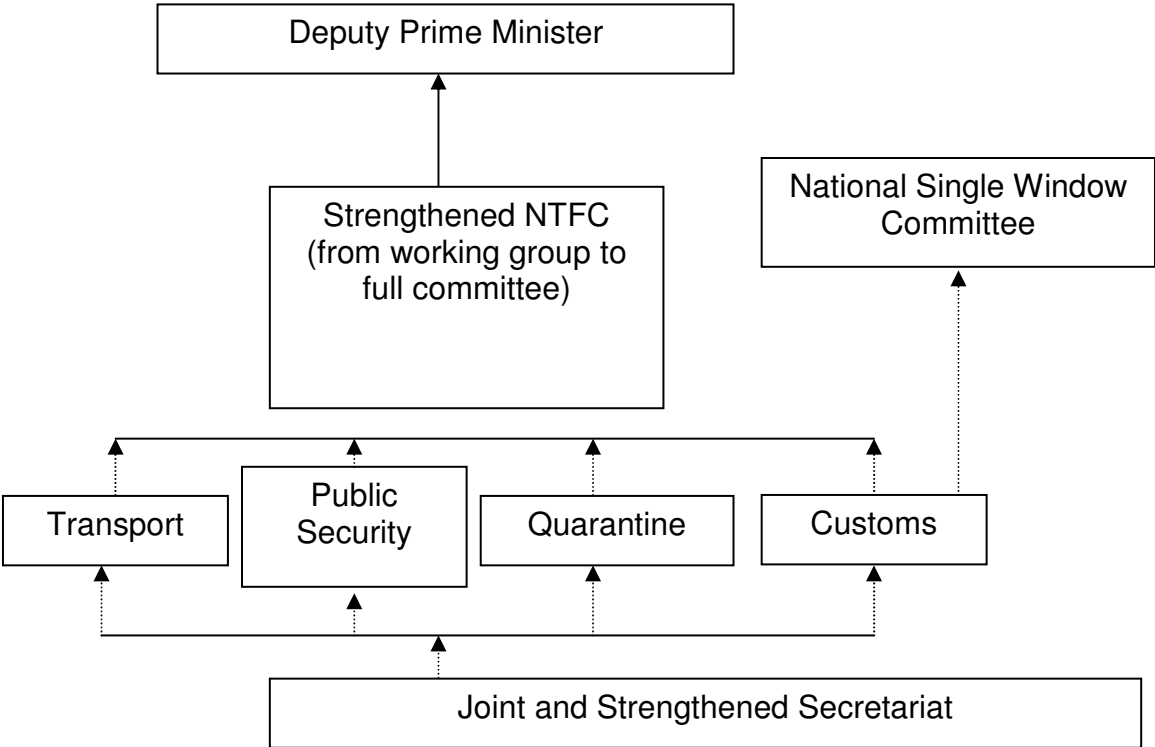 Deputy Prime Minister
National Single Window
Committee
Strengthened NTFC
(from working group to
full committee)
Transport
Public
Security
Quarantine
Customs
Joint and Strengthened Secretariat